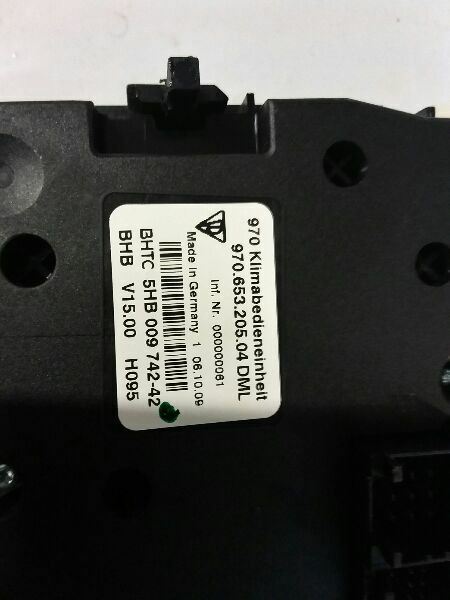 970 Klimabedieneinheit
970.653.205.04 DML
Inf. Nr. 000000061
Made in Germany 1 06.10.09
BHTC 5HB 009 742-42
BHB V15.00 H095